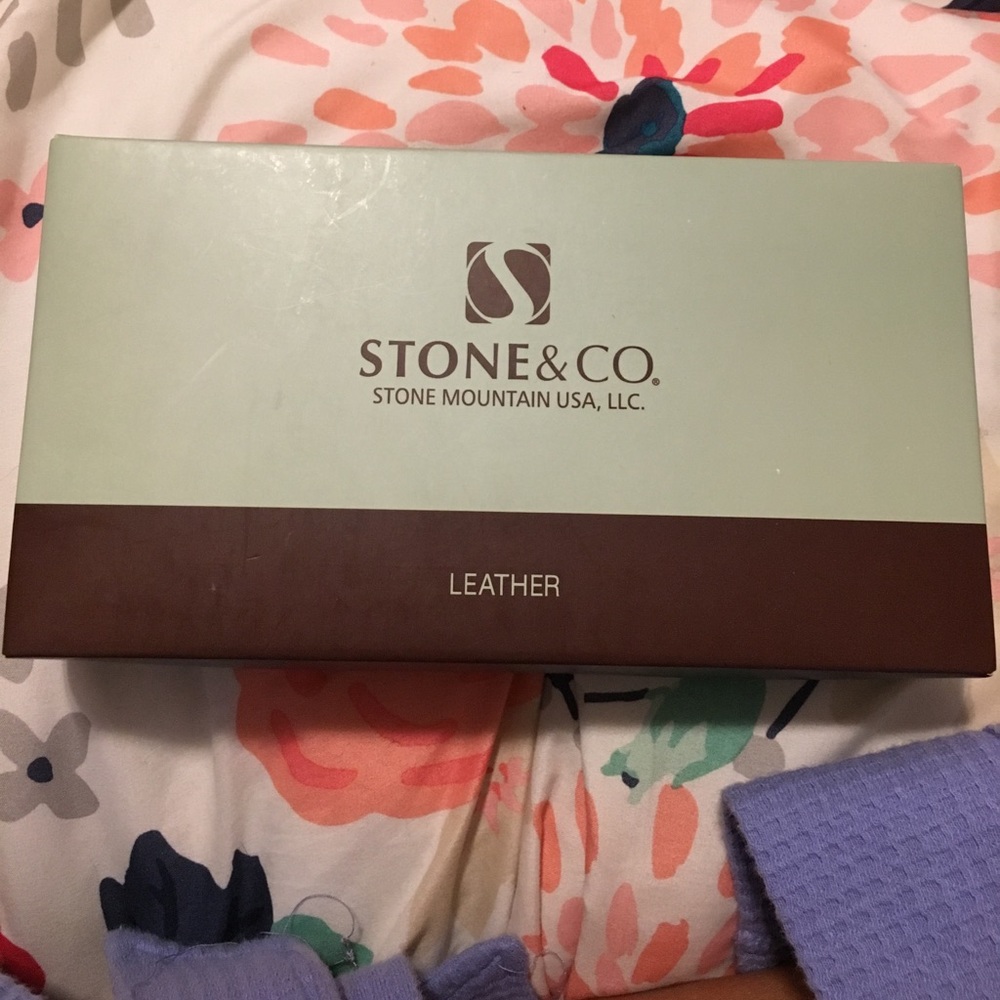 STONE & CO®
STONE MOUNTAIN USA, LLC.
LEATHER